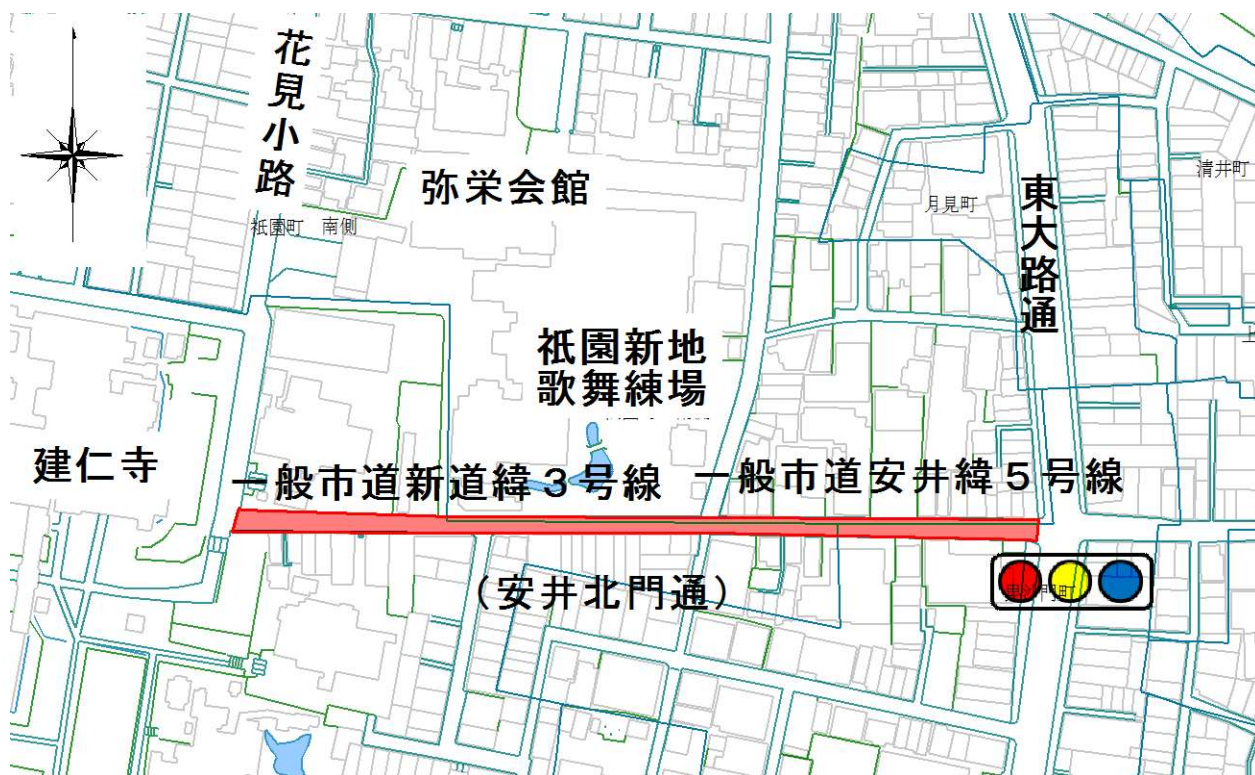 花見小路
清井町
弥栄会館
東大路通
月見町
祇園町 南側
祇園新地
歌舞練場
建仁寺
一般市道新道緯3号線
一般市道安井緯5号線
(安井北門通)